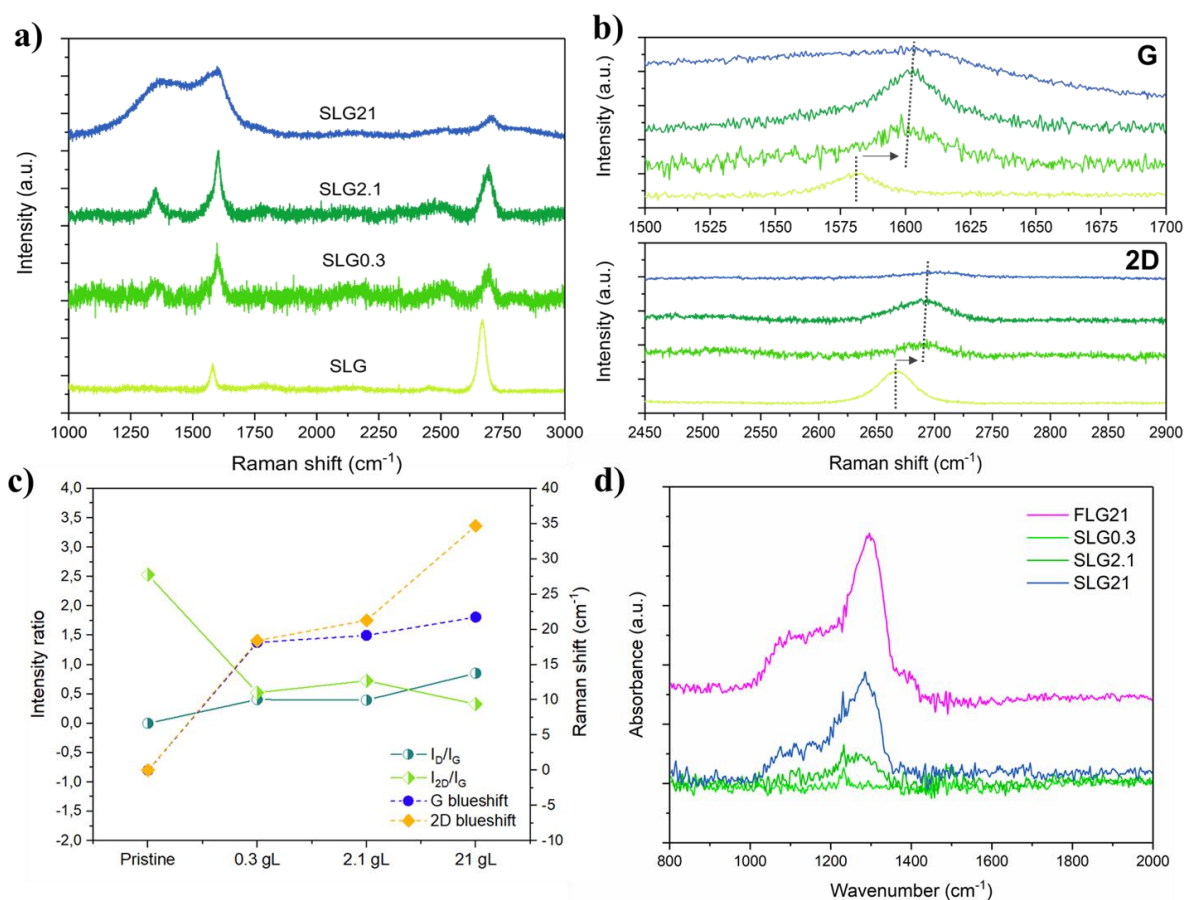 a)
Intensity (a.u.)
SLG21
SLG2.1
SLG0.3
SLG
1000 1250 1500 1750 2000 2250 2500 2750 3000
Raman shift (cm⁻¹)
b)
G
Intensity (a.u.)
1500 1525 1550 1575 1600 1625 1650 1675 1700
2D
Intensity (a.u.)
2450 2500 2550 2600 2650 2700 2750 2800 2850 2900
Raman shift (cm⁻¹)
c)
4,0
3,5
3,0
2,5
2,0
1,5
1,0
0,5
0,0
-0,5
-1,0
-1,5
-2,0
Intensity ratio
40
35
30
25
20
15
10
5
0
-5
-10
Raman shift (cm⁻¹)
I_D/I_G
I_2D/I_G
G blueshift
2D blueshift
Pristine 0.3 gL 2.1 gL 21 gL
d)
Absorbance (a.u.)
FLG21
SLG0.3
SLG2.1
SLG21
800 1000 1200 1400 1600 1800 2000
Wavenumber (cm⁻¹)